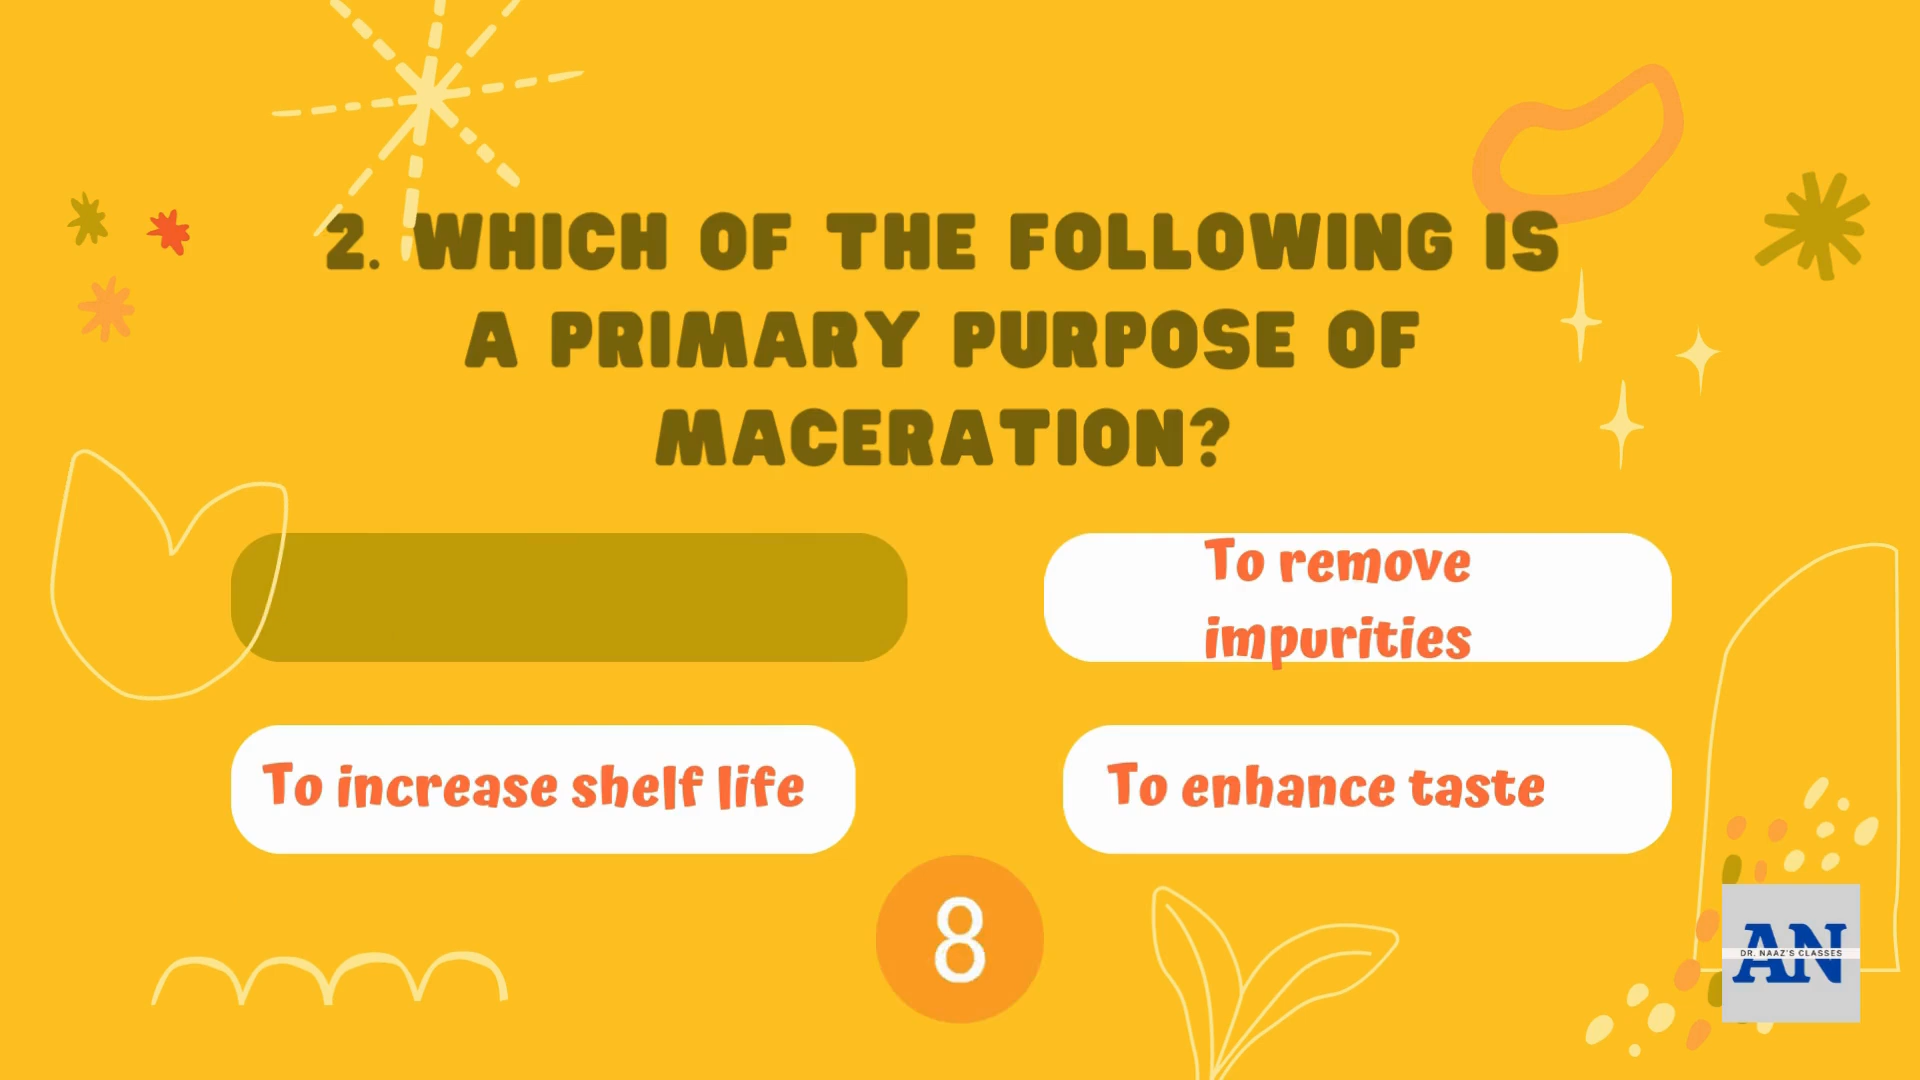 2. WHICH OF THE FOLLOWING IS
A PRIMARY PURPOSE OF
MACERATION?
To remove
impurities
To increase shelf life
To enhance taste
8
AN
DR. NAAZ'S CLASSES